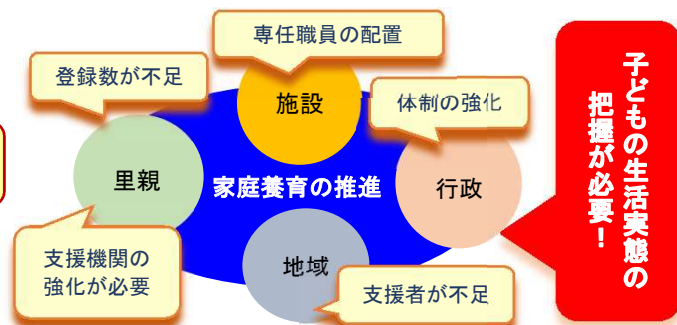 専任職員の配置
登録数が不足
施設
体制の強化
里親
家庭養育の推進
行政
支援機関の
強化が必要
地域
支援者が不足
子どもの生活実態の
把握が必要！